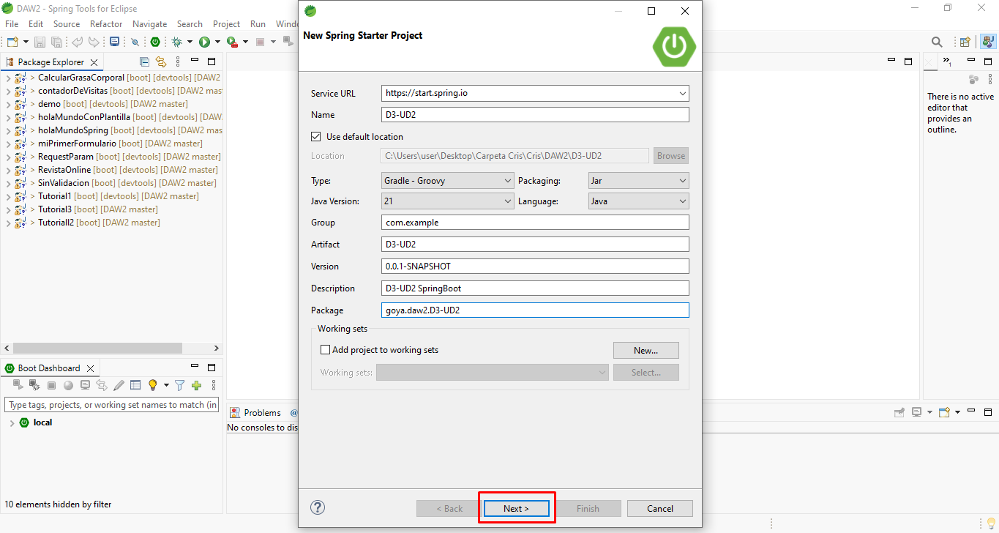 DAW2 - Spring Tools for Eclipse
File Edit Source Refactor Navigate Search Project Run Windo
Package Explorer
> CalcularGrasaCorporal [boot] [devtools] [DAW2
> contadorDeVisitas [boot] [devtools] [DAW2 mas
> demo [boot] [devtools] [DAW2 master]
> holaMundoConPlantilla [boot] [devtools] [DAW
> holaMundoSpring [boot] [devtools] [DAW2 mas
> miPrimerFormulario [boot] [DAW2 master]
> RequestParam [boot] [devtools] [DAW2 master]
> RevistaOnline [boot] [devtools] [DAW2 master]
> SinValidacion [boot] [devtools] [DAW2 master]
> Tutorial1 [boot] [devtools] [DAW2 master]
> Tutorial3 [boot] [DAW2 master]
> Tutorial2 [boot] [DAW2 master]
Boot Dashboard
Type tags, projects, or working set names to match (in
local
10 elements hidden by filter
New Spring Starter Project
Service URL https://start.spring.io
Name D3-UD2
Use default location
Location C:\Users\user\Desktop\Carpeta Cris\Cris\DAW2\D3-UD2 Browse
Type: Gradle - Groovy Packaging: Jar
Java Version: 21 Language: Java
Group com.example
Artifact D3-UD2
Version 0.0.1-SNAPSHOT
Description D3-UD2 SpringBoot
Package goya.daw2.D3-UD2
Working sets
Add project to working sets New...
Working sets: Select...
? < Back Next > Finish Cancel
Problems @
No consoles to dis
»1
There is no active
editor that
provides an
outline.